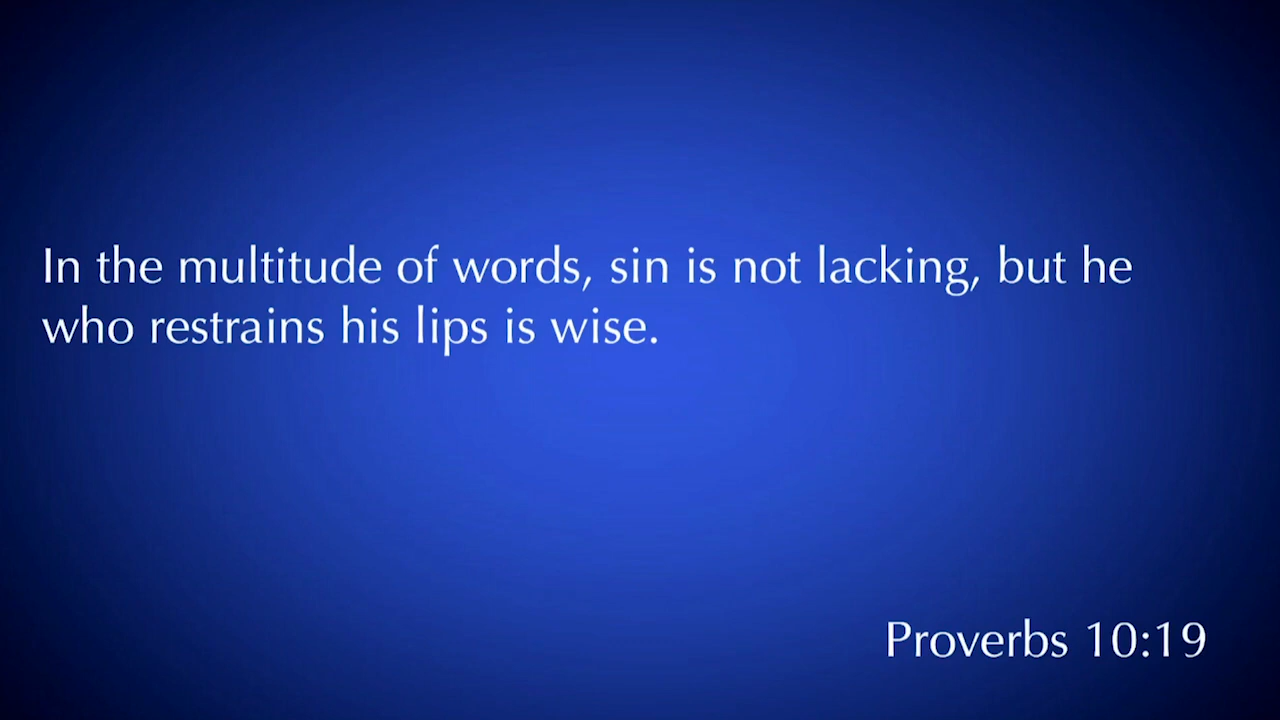 In the multitude of words, sin is not lacking, but he
who restrains his lips is wise.
Proverbs 10:19